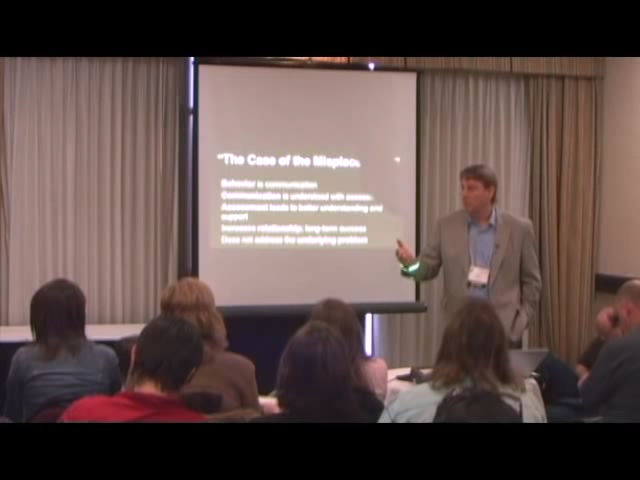 "The Case of the Misplac
Behavior is communication
Communication is understood with assess.
Assessment leads to better understanding and
support
Increases relationship, long-term success
Does not address the underlying problem